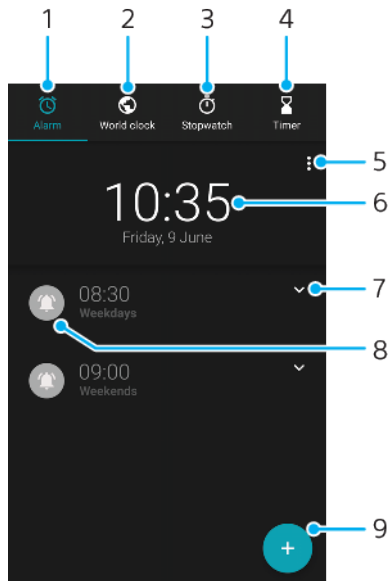 1 2 3 4
Alarm World clock Stopwatch Timer
5
10:35
6
Friday, 9 June
08:30
7
Weekdays
8
09:00
Weekends
9